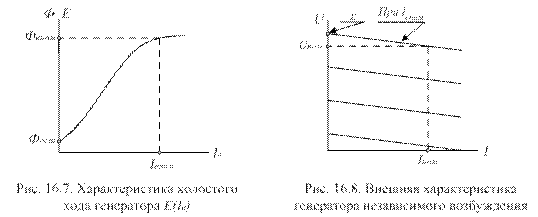 Φ E
U E
I
Рис. 16.7. Характеристика холостого
хода генератора E(Iв)
Рис. 16.8. Внешняя характеристика
генератора независимого возбуждения